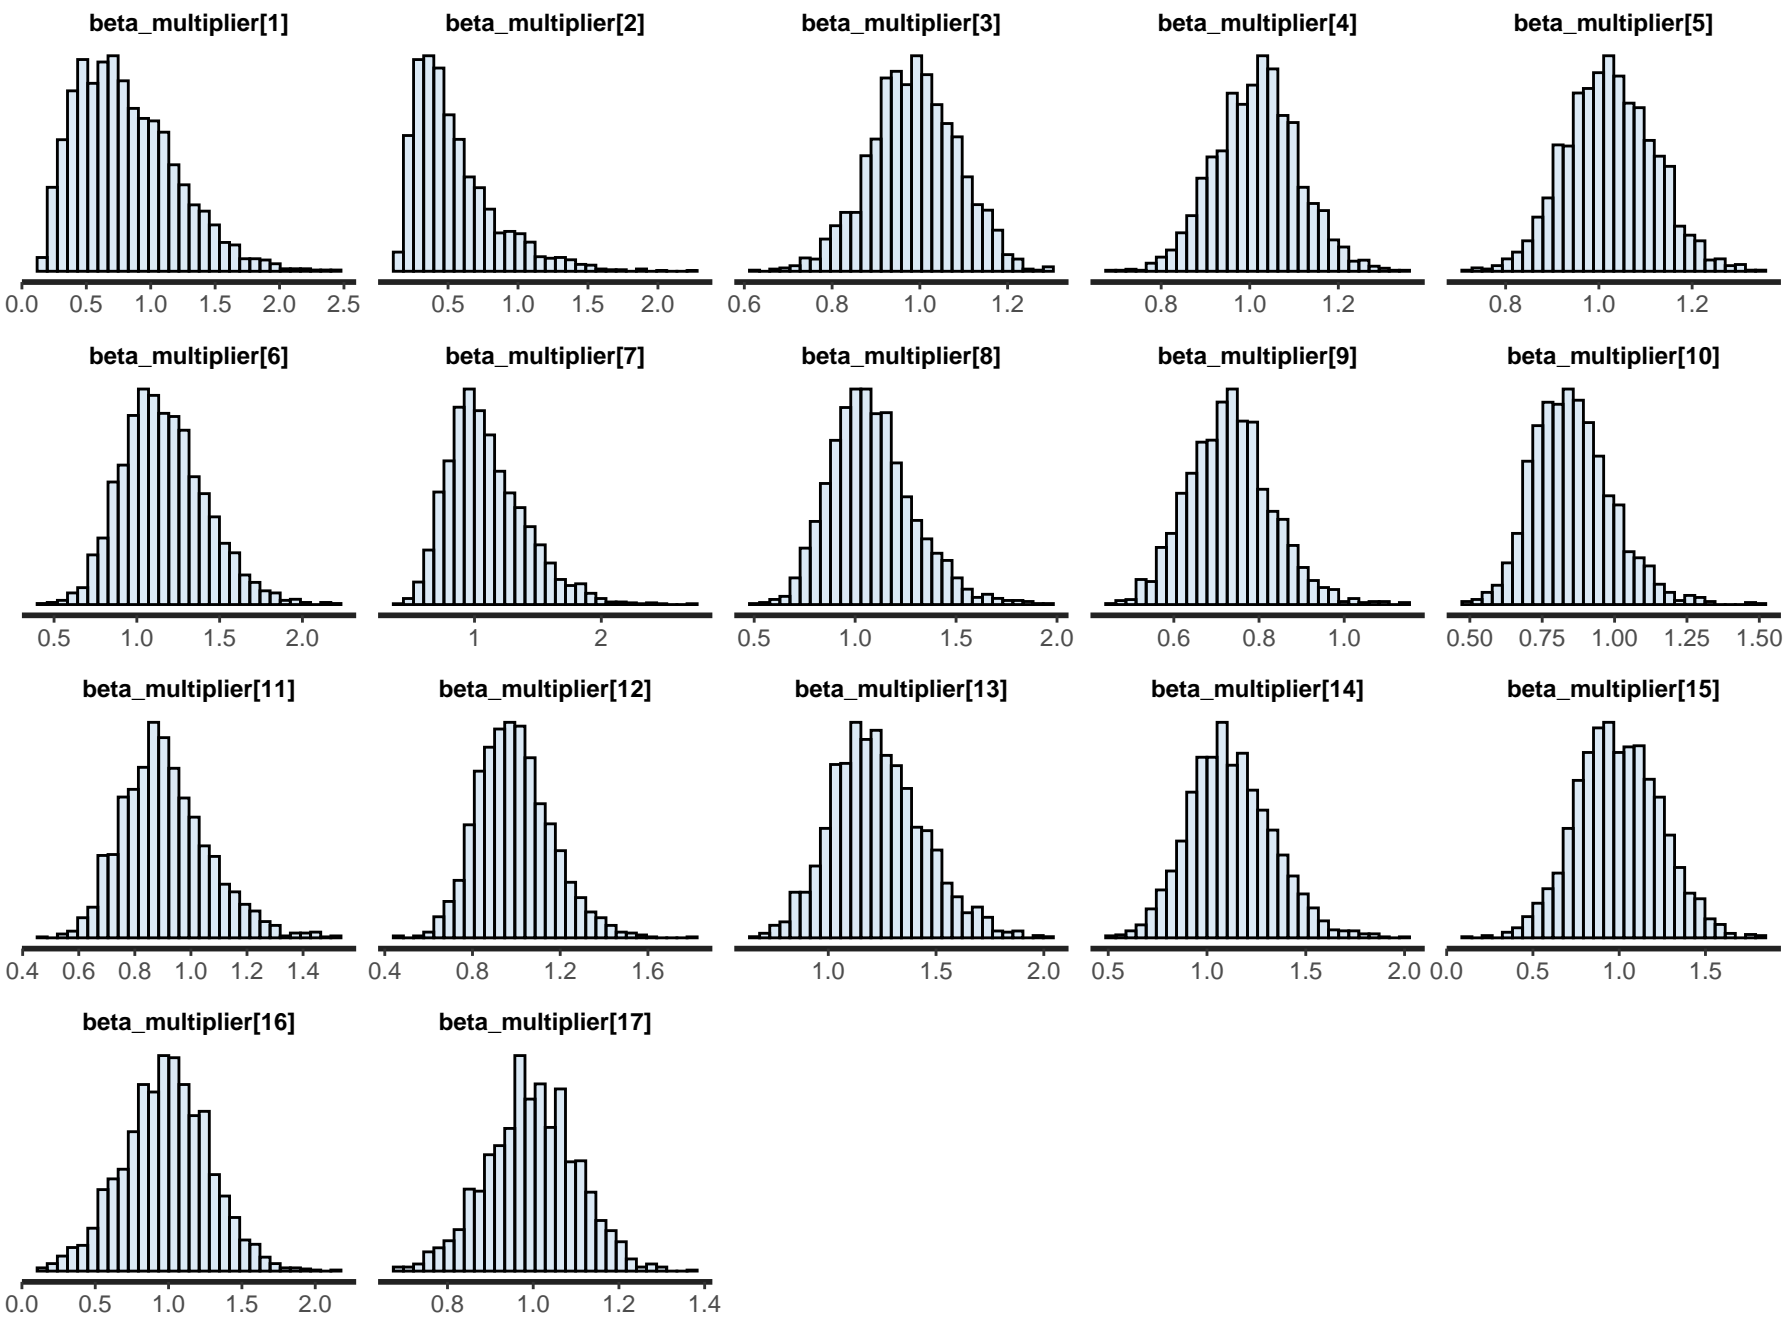 beta_multiplier[1] beta_multiplier[2] beta_multiplier[3] beta_multiplier[4] beta_multiplier[5]
0.0 0.5 1.0 1.5 2.0 2.5 0.5 1.0 1.5 2.0 0.6 0.8 1.0 1.2 0.8 1.0 1.2 0.8 1.0 1.2
beta_multiplier[6] beta_multiplier[7] beta_multiplier[8] beta_multiplier[9] beta_multiplier[10]
0.5 1.0 1.5 2.0 1 2 0.5 1.0 1.5 2.0 0.6 0.8 1.0 0.50 0.75 1.00 1.25 1.50
beta_multiplier[11] beta_multiplier[12] beta_multiplier[13] beta_multiplier[14] beta_multiplier[15]
0.4 0.6 0.8 1.0 1.2 1.4 0.4 0.8 1.2 1.6 1.0 1.5 2.0 0.5 1.0 1.5 2.0 0.0 0.5 1.0 1.5
beta_multiplier[16] beta_multiplier[17]
0.0 0.5 1.0 1.5 2.0 0.8 1.0 1.2 1.4